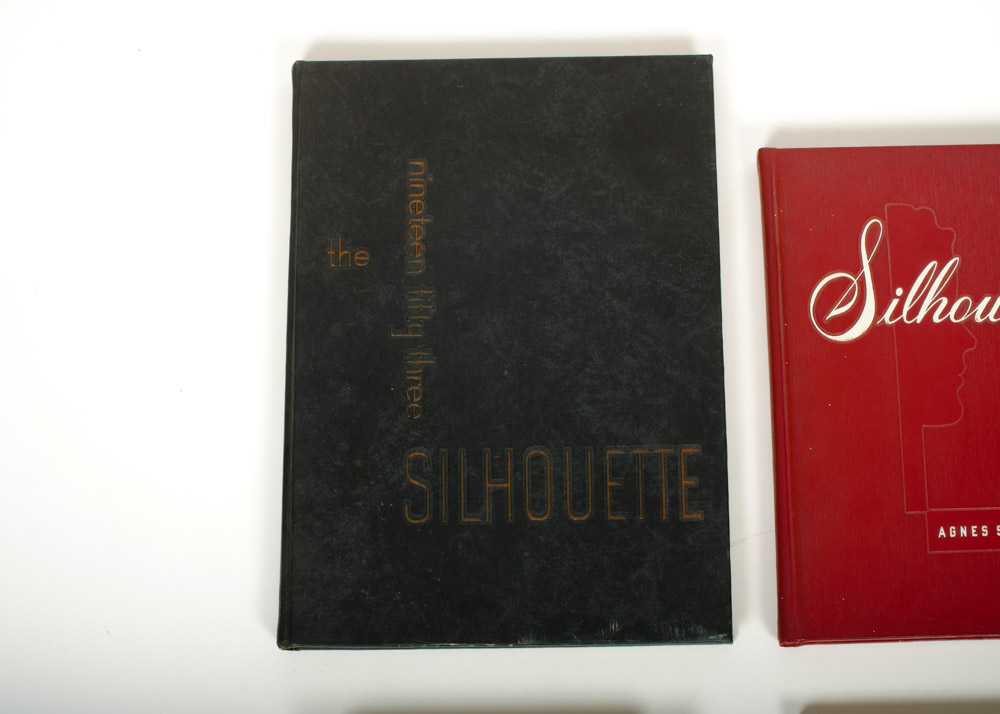 the
nineteen fifty three
SILHOUETTE
Silhou
AGNES S